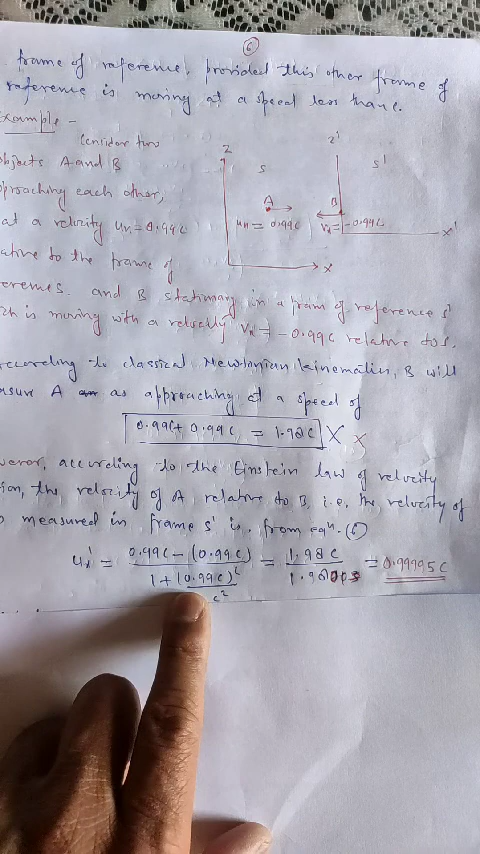 6
frame of reference, provided this other frame of
reference is moving at a speed less than c.
Example -
Consider two
objects A and B
approaching each other,
at a velocity ux = 0.99c
relative to the frame of
references. and B stationary in a fram of reference s'
which is moving with a velocity Vx = -0.99c relative to s.
z
s
A
ux = 0.99c
x
z'
s'
B
Vx = -0.99c
x'
According to classical Newtonian kinematics, B will
measure A as approaching at a speed of
0.99c + 0.99c = 1.98c X X
However, according to the Einstein law of velocity
the velocity of A relative to B, i.e. the velocity of
measured in frame s' is, from eqn. (6)
ux' = 0.99c - (0.99c) / 1 + (0.99c)² / c² = 1.98c / = 0.99995c